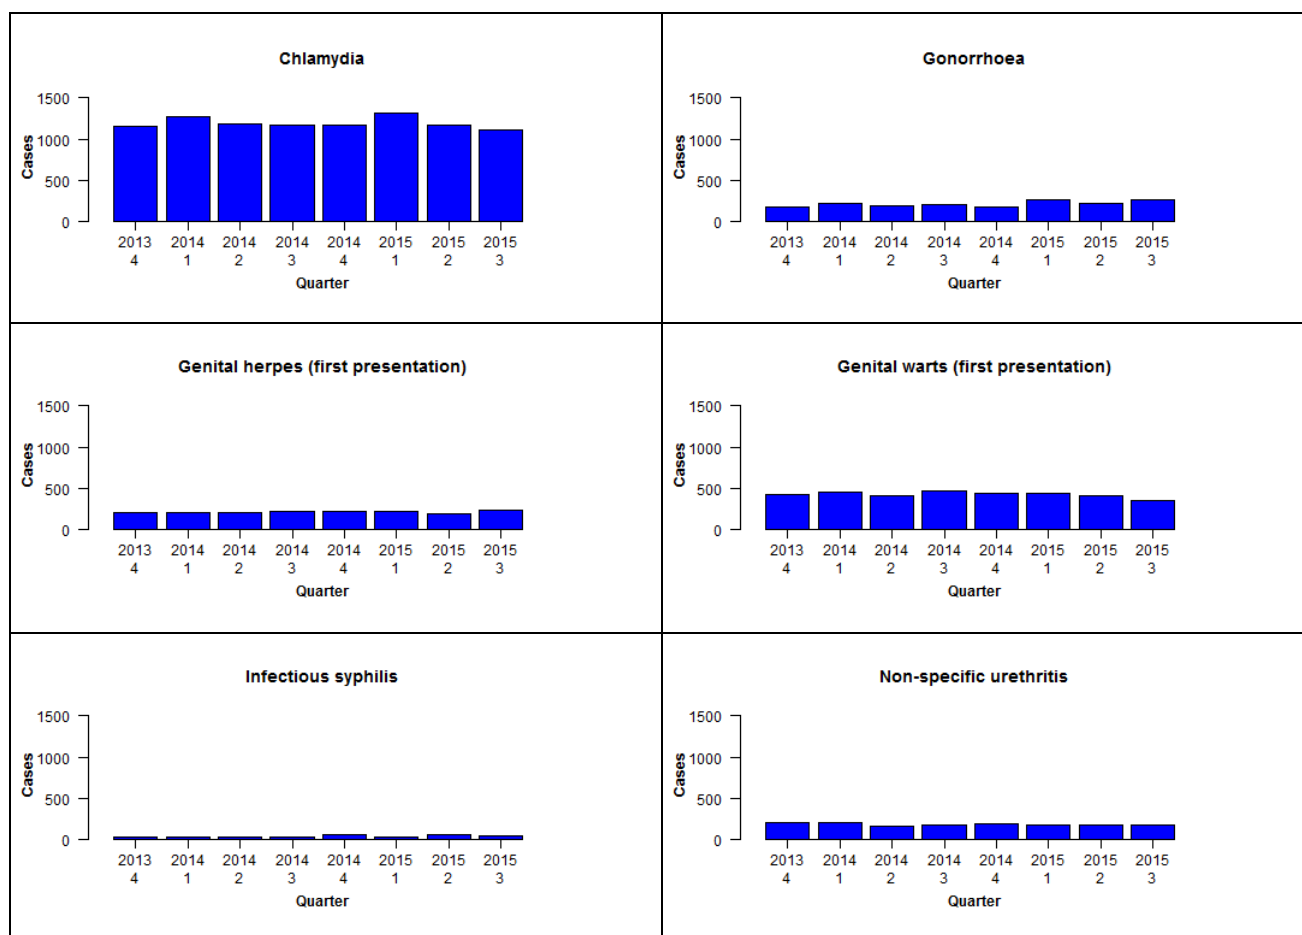 Chlamydia
1500
1000
500
0
Cases
2013 2014 2014 2014 2014 2015 2015 2015
4 1 2 3 4 1 2 3
Quarter
Gonorrhoea
1500
1000
500
0
Cases
2013 2014 2014 2014 2014 2015 2015 2015
4 1 2 3 4 1 2 3
Quarter
Genital herpes (first presentation)
1500
1000
500
0
Cases
2013 2014 2014 2014 2014 2015 2015 2015
4 1 2 3 4 1 2 3
Quarter
Genital warts (first presentation)
1500
1000
500
0
Cases
2013 2014 2014 2014 2014 2015 2015 2015
4 1 2 3 4 1 2 3
Quarter
Infectious syphilis
1500
1000
500
0
Cases
2013 2014 2014 2014 2014 2015 2015 2015
4 1 2 3 4 1 2 3
Quarter
Non-specific urethritis
1500
1000
500
0
Cases
2013 2014 2014 2014 2014 2015 2015 2015
4 1 2 3 4 1 2 3
Quarter